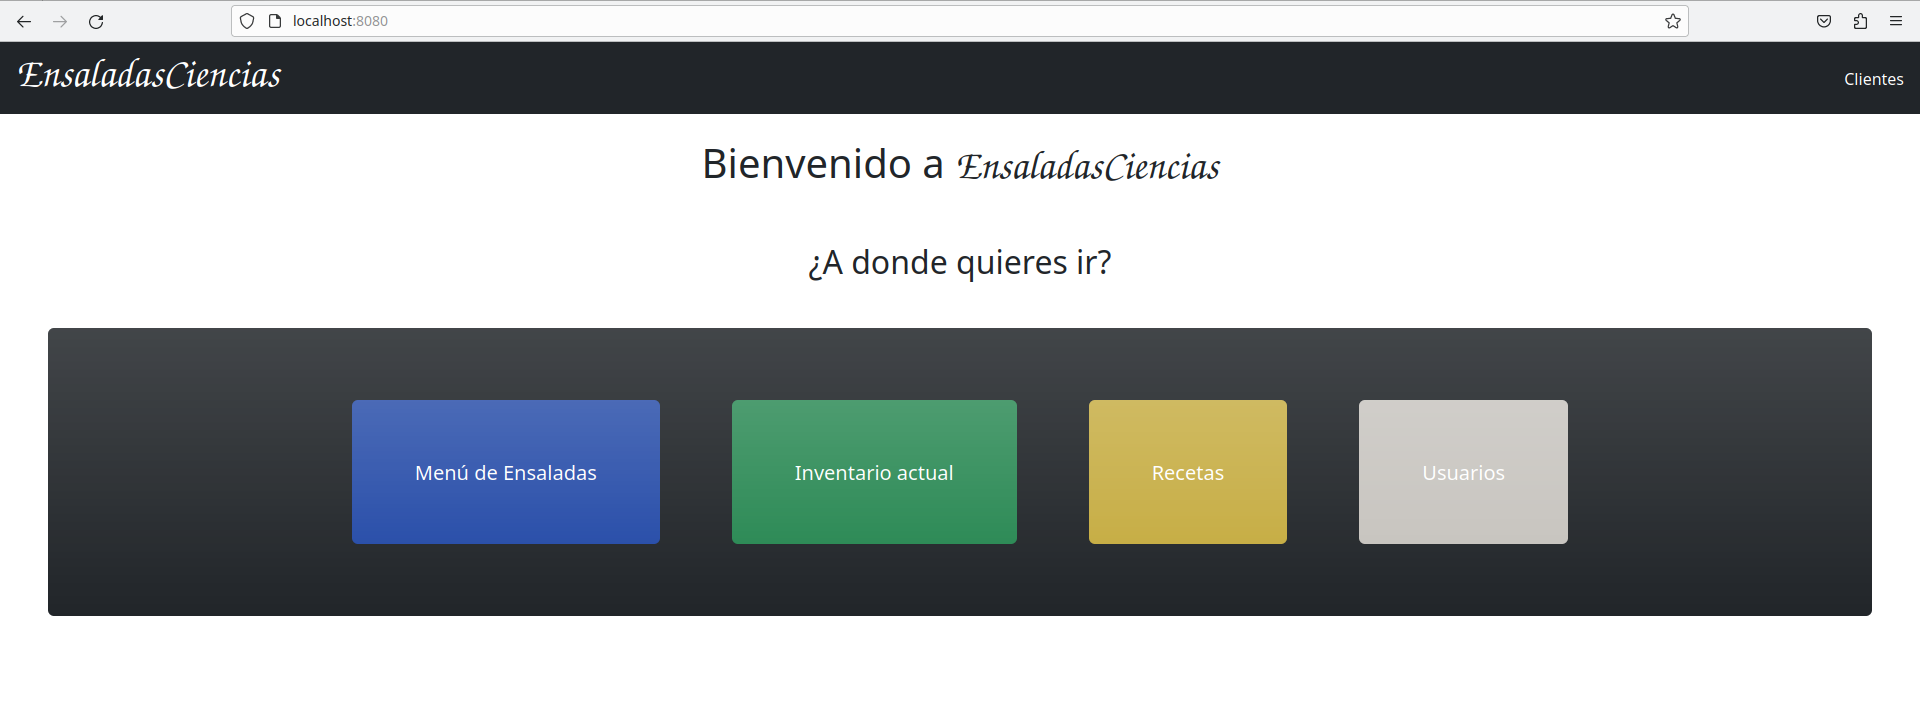 localhost:8080
EnsaladasCiencias
Clientes
Bienvenido a EnsaladasCiencias
¿A donde quieres ir?
Menú de Ensaladas
Inventario actual
Recetas
Usuarios